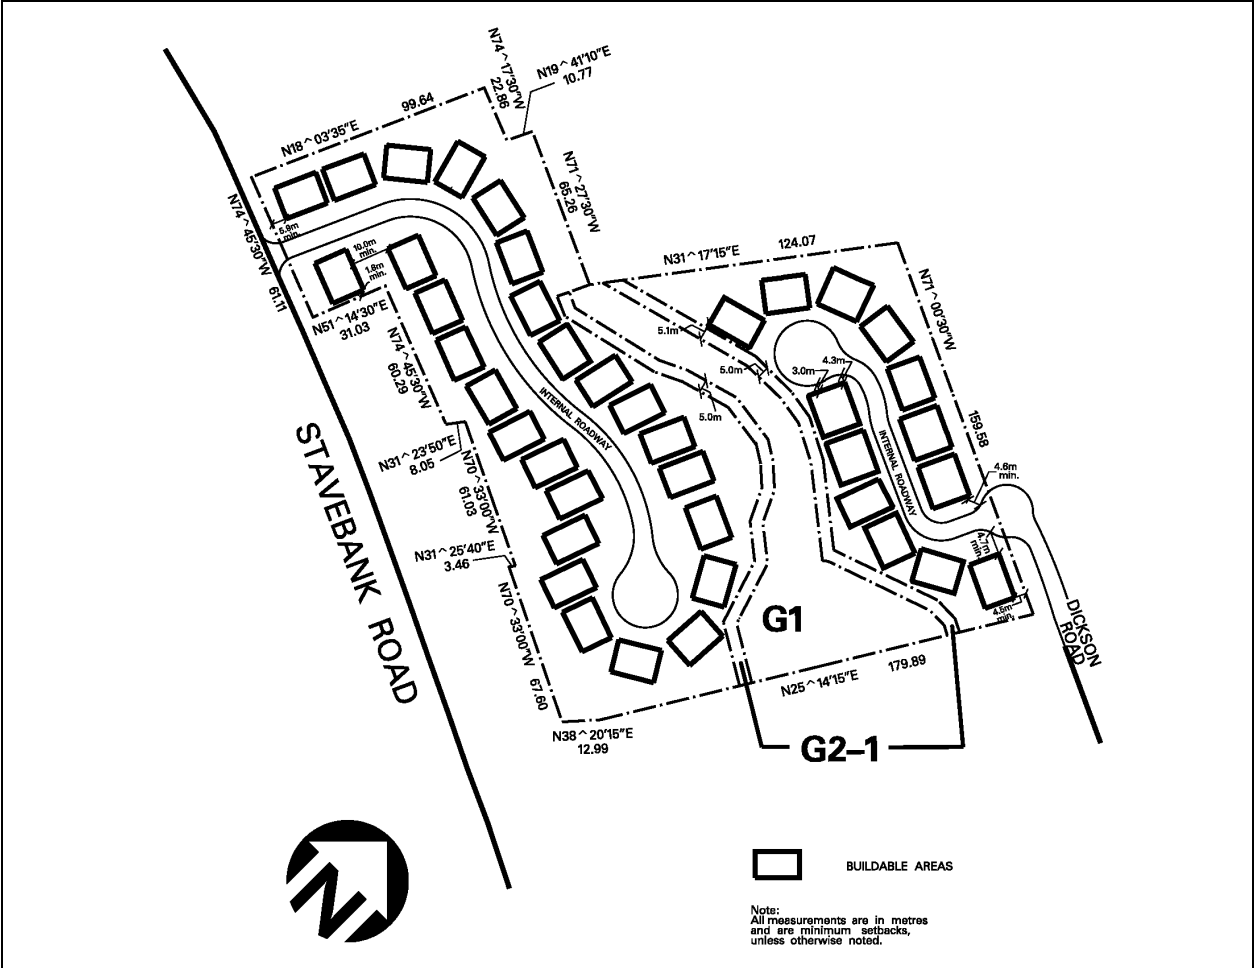 N74^17'30"W
22.86
N19^41'10"E
10.77
99.64
N18^03'35"E
N71^27'30"W
65.26
N74^45'30"W 61.11
5.9m
min.
10.0m
min.
1.8m
min.
N51^14'30"E
31.03
N74^45'30"W
60.29
N31^17'15"E 124.07
N71^00'30"W
159.58
5.1m
5.0m
5.0m
3.0m
4.3m
INTERNAL ROADWAY
INTERNAL ROADWAY
N31^23'50"E
8.05
N70^33'00"W
61.03
4.6m
min.
4.7m
min.
4.5m
min.
N31^25'40"E
3.46
N70^33'00"W 67.60
STAVEBANK ROAD
DICKSON
ROAD
G1
N25^14'15"E 179.89
N38^20'15"E
12.99
G2-1
N
BUILDABLE AREAS
Note:
All measurements are in metres
and are minimum setbacks,
unless otherwise noted.